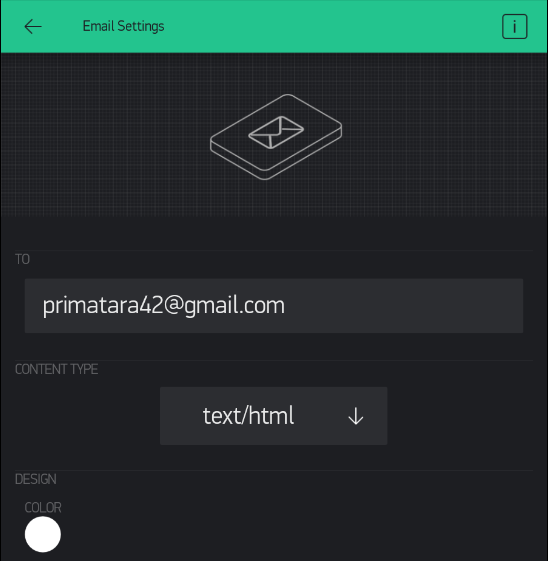 Email Settings
i
TO
primatara42@gmail.com
CONTENT TYPE
text/html
DESIGN
COLOR